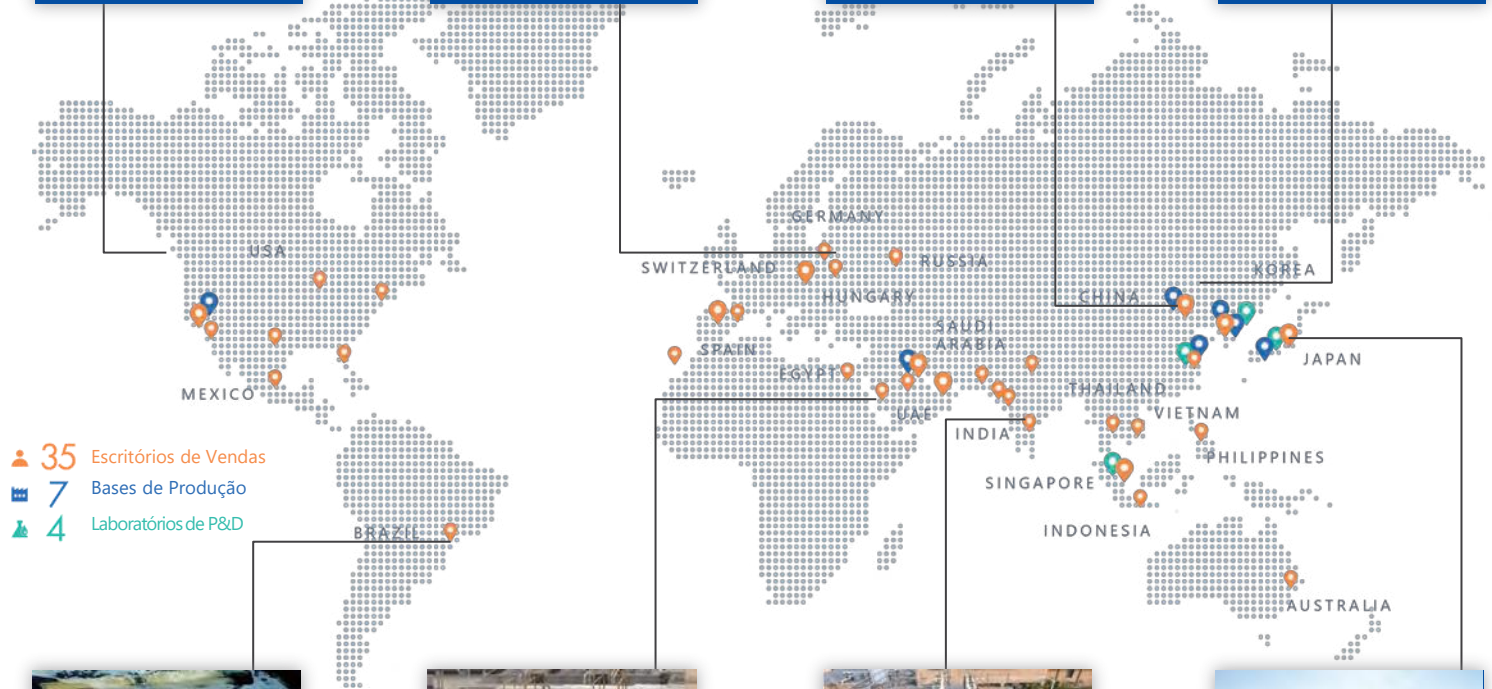 GERMANY
USA
SWITZERLAND
RUSSIA
KOREA
HUNGARY
CHINA
SAUDI
ARABIA
SPAIN
JAPAN
EGYPT
MEXICO
THAILAND
UAE
VIETNAM
INDIA
35 Escritórios de Vendas
PHILIPPINES
7 Bases de Produção
SINGAPORE
4 Laboratórios de P&D
BRAZIL
INDONESIA
AUSTRALIA